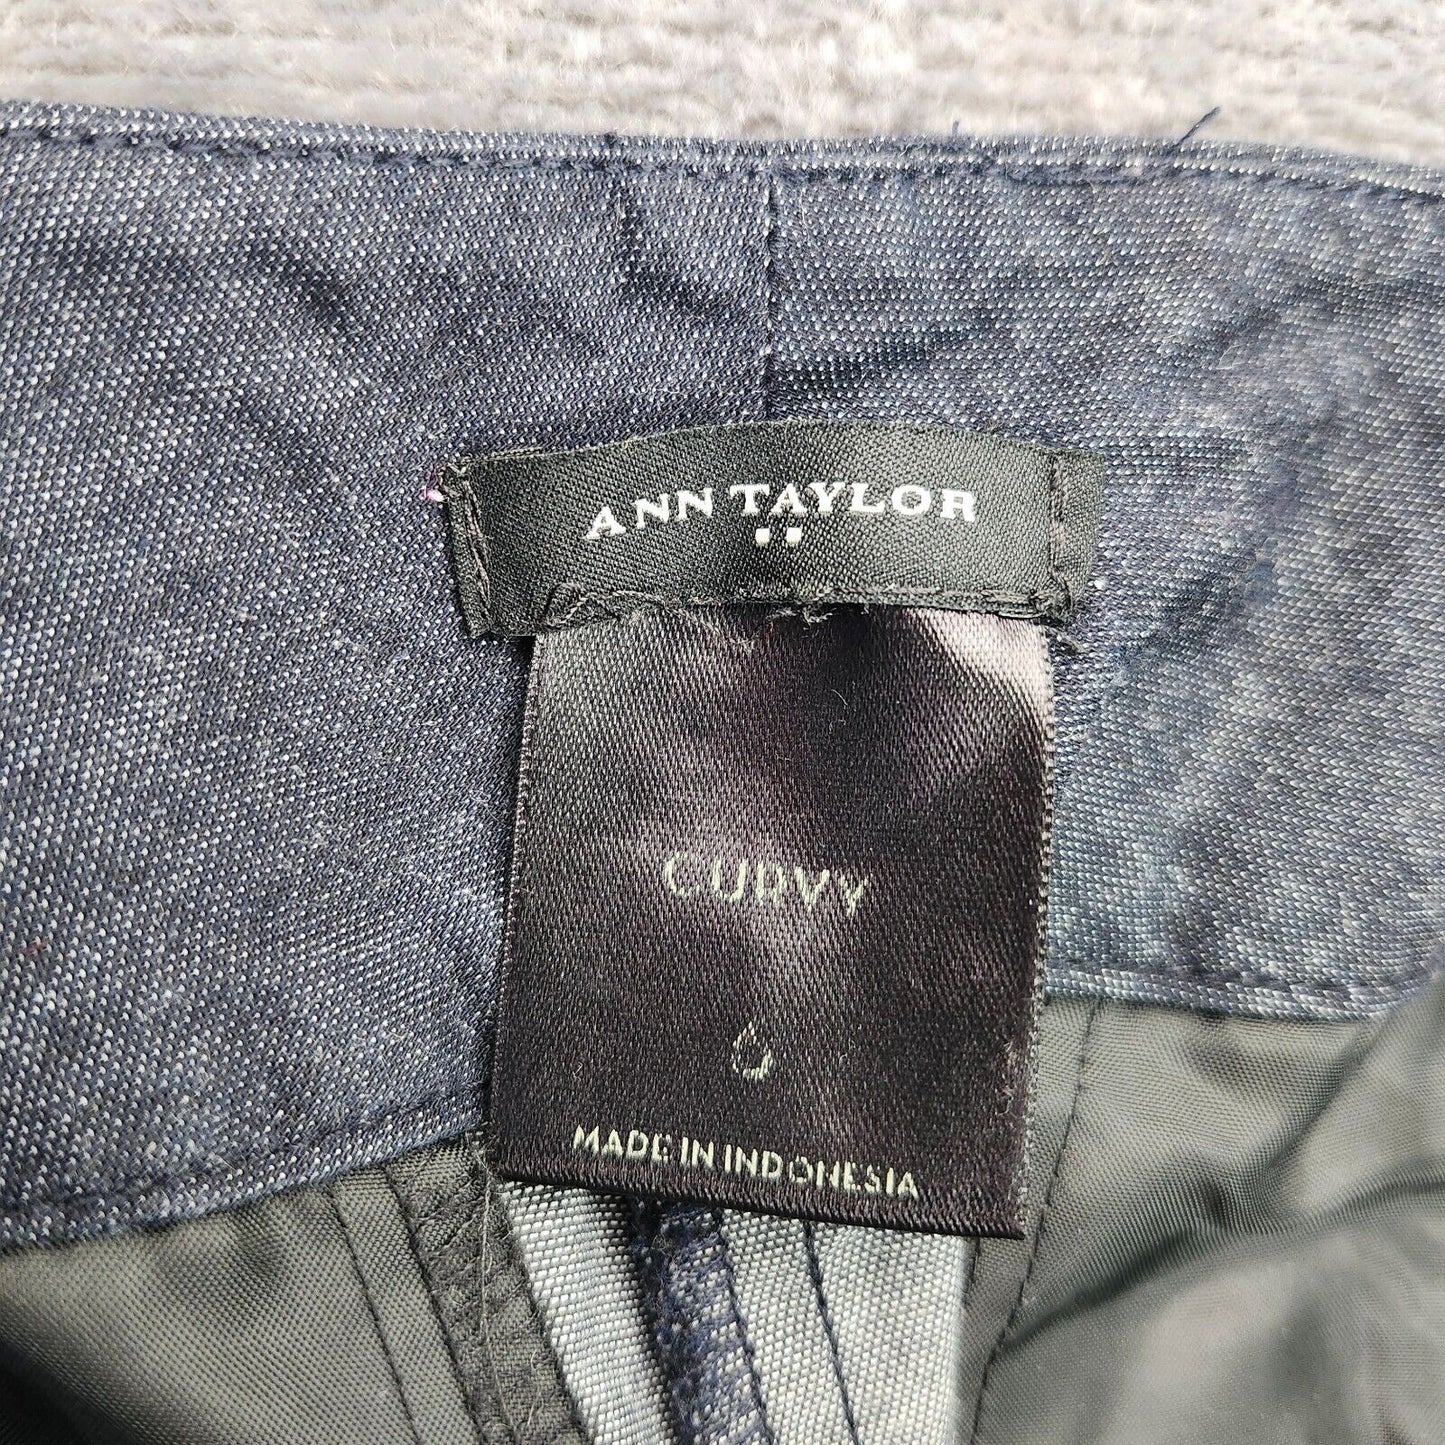 ANN TAYLOR
CURVY
6
MADE IN INDONESIA